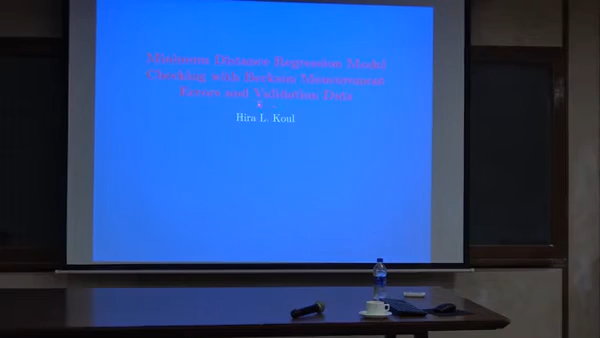 Minimum Distance Regression Model
Checking with Berkson Measurement
Errors and Validation Data
Hira L. Koul